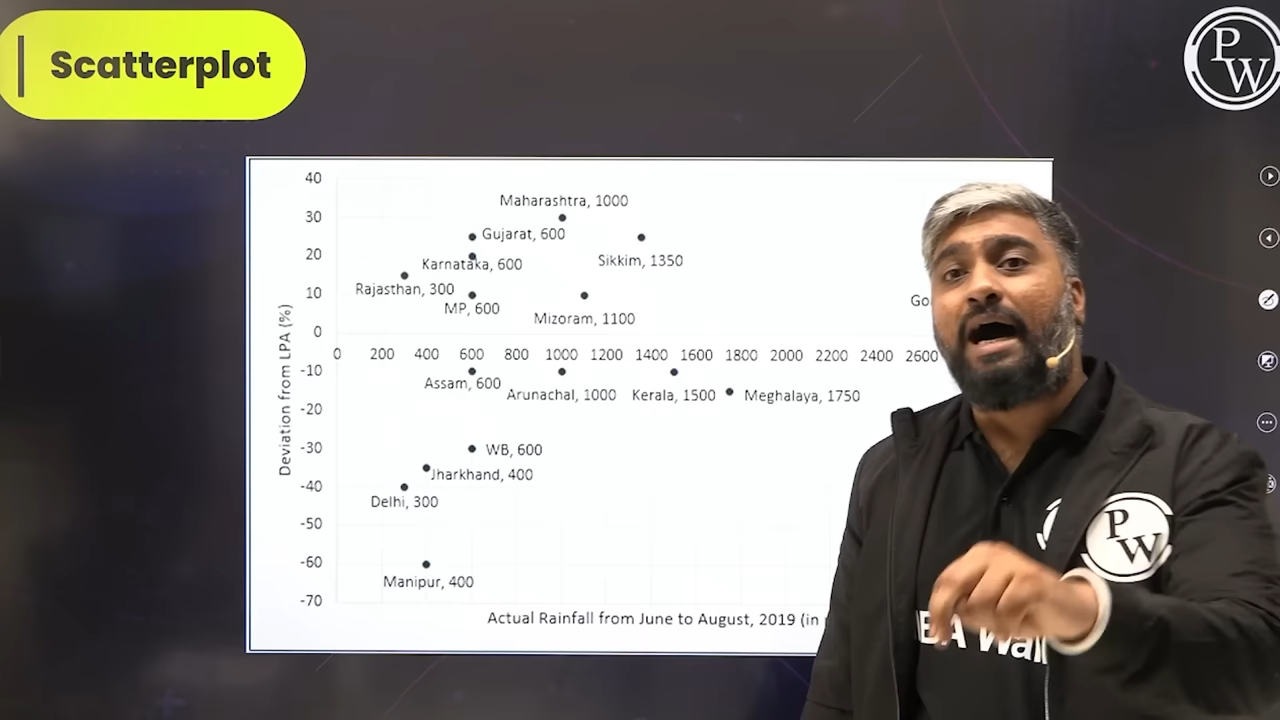 Scatterplot
PW
40
Maharashtra, 1000
30
Gujarat, 600
20
Karnataka, 600
Sikkim, 1350
Rajasthan, 300
10
MP, 600
Mizoram, 1100
Go
0
0 200 400 600 800 1000 1200 1400 1600 1800 2000 2200 2400 2600
-10
Assam, 600
Arunachal, 1000
Kerala, 1500
Meghalaya, 1750
-20
-30
WB, 600
Jharkhand, 400
-40
Delhi, 300
-50
-60
Manipur, 400
-70
Deviation from LPA (%)
Actual Rainfall from June to August, 2019 (in
PW